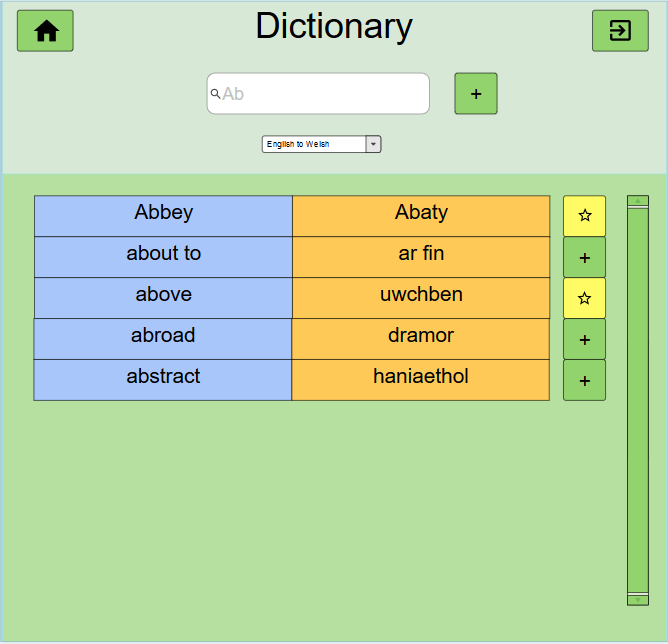 Dictionary
Ab
+
English to Welsh
Abbey Abaty
about to ar fin
+
above uwchben
abroad dramor
+
abstract haniaethol
+